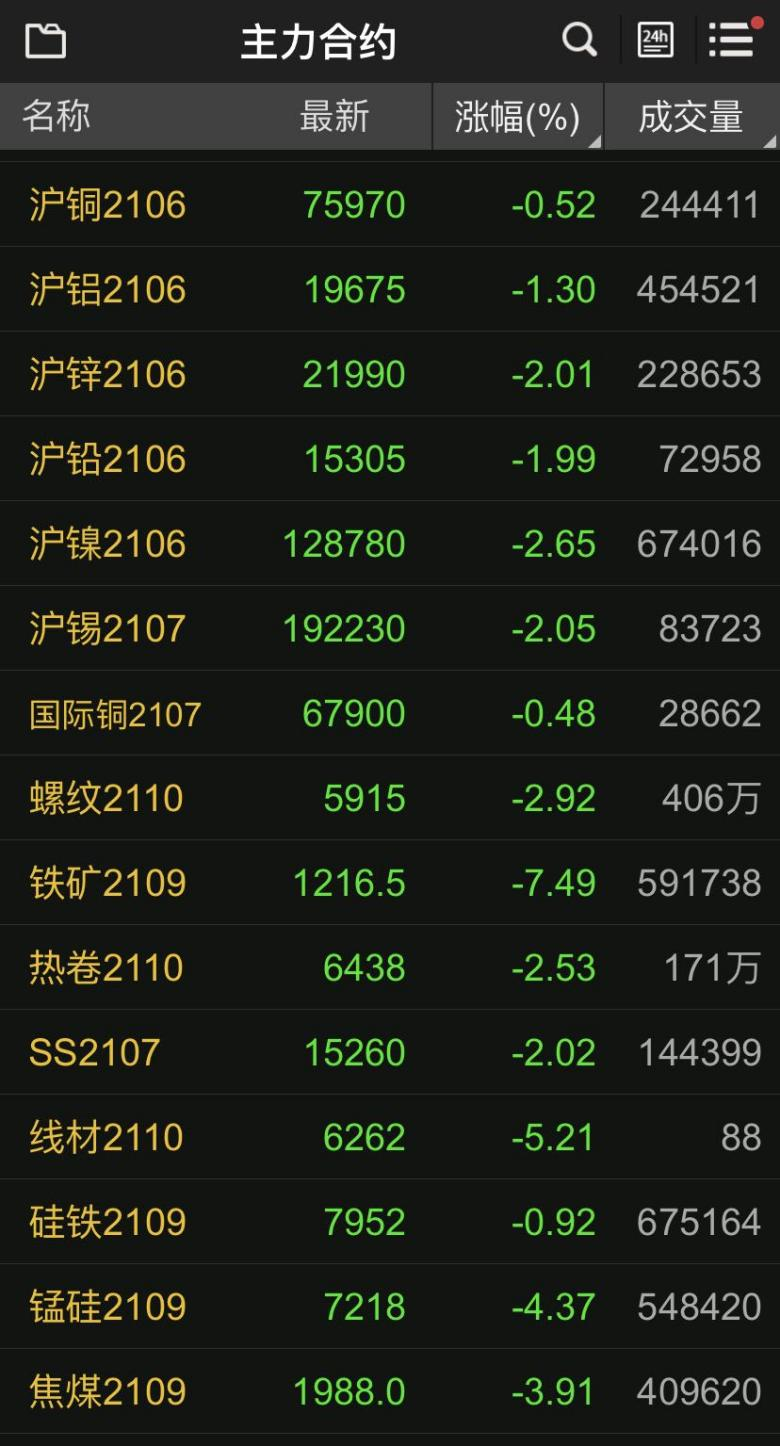 主力合约 24h
名称 最新 涨幅(%) 成交量
沪铜2106 75970 -0.52 244411
沪铝2106 19675 -1.30 454521
沪锌2106 21990 -2.01 228653
沪铅2106 15305 -1.99 72958
沪镍2106 128780 -2.65 674016
沪锡2107 192230 -2.05 83723
国际铜2107 67900 -0.48 28662
螺纹2110 5915 -2.92 406万
铁矿2109 1216.5 -7.49 591738
热卷2110 6438 -2.53 171万
SS2107 15260 -2.02 144399
线材2110 6262 -5.21 88
硅铁2109 7952 -0.92 675164
锰硅2109 7218 -4.37 548420
焦煤2109 1988.0 -3.91 409620